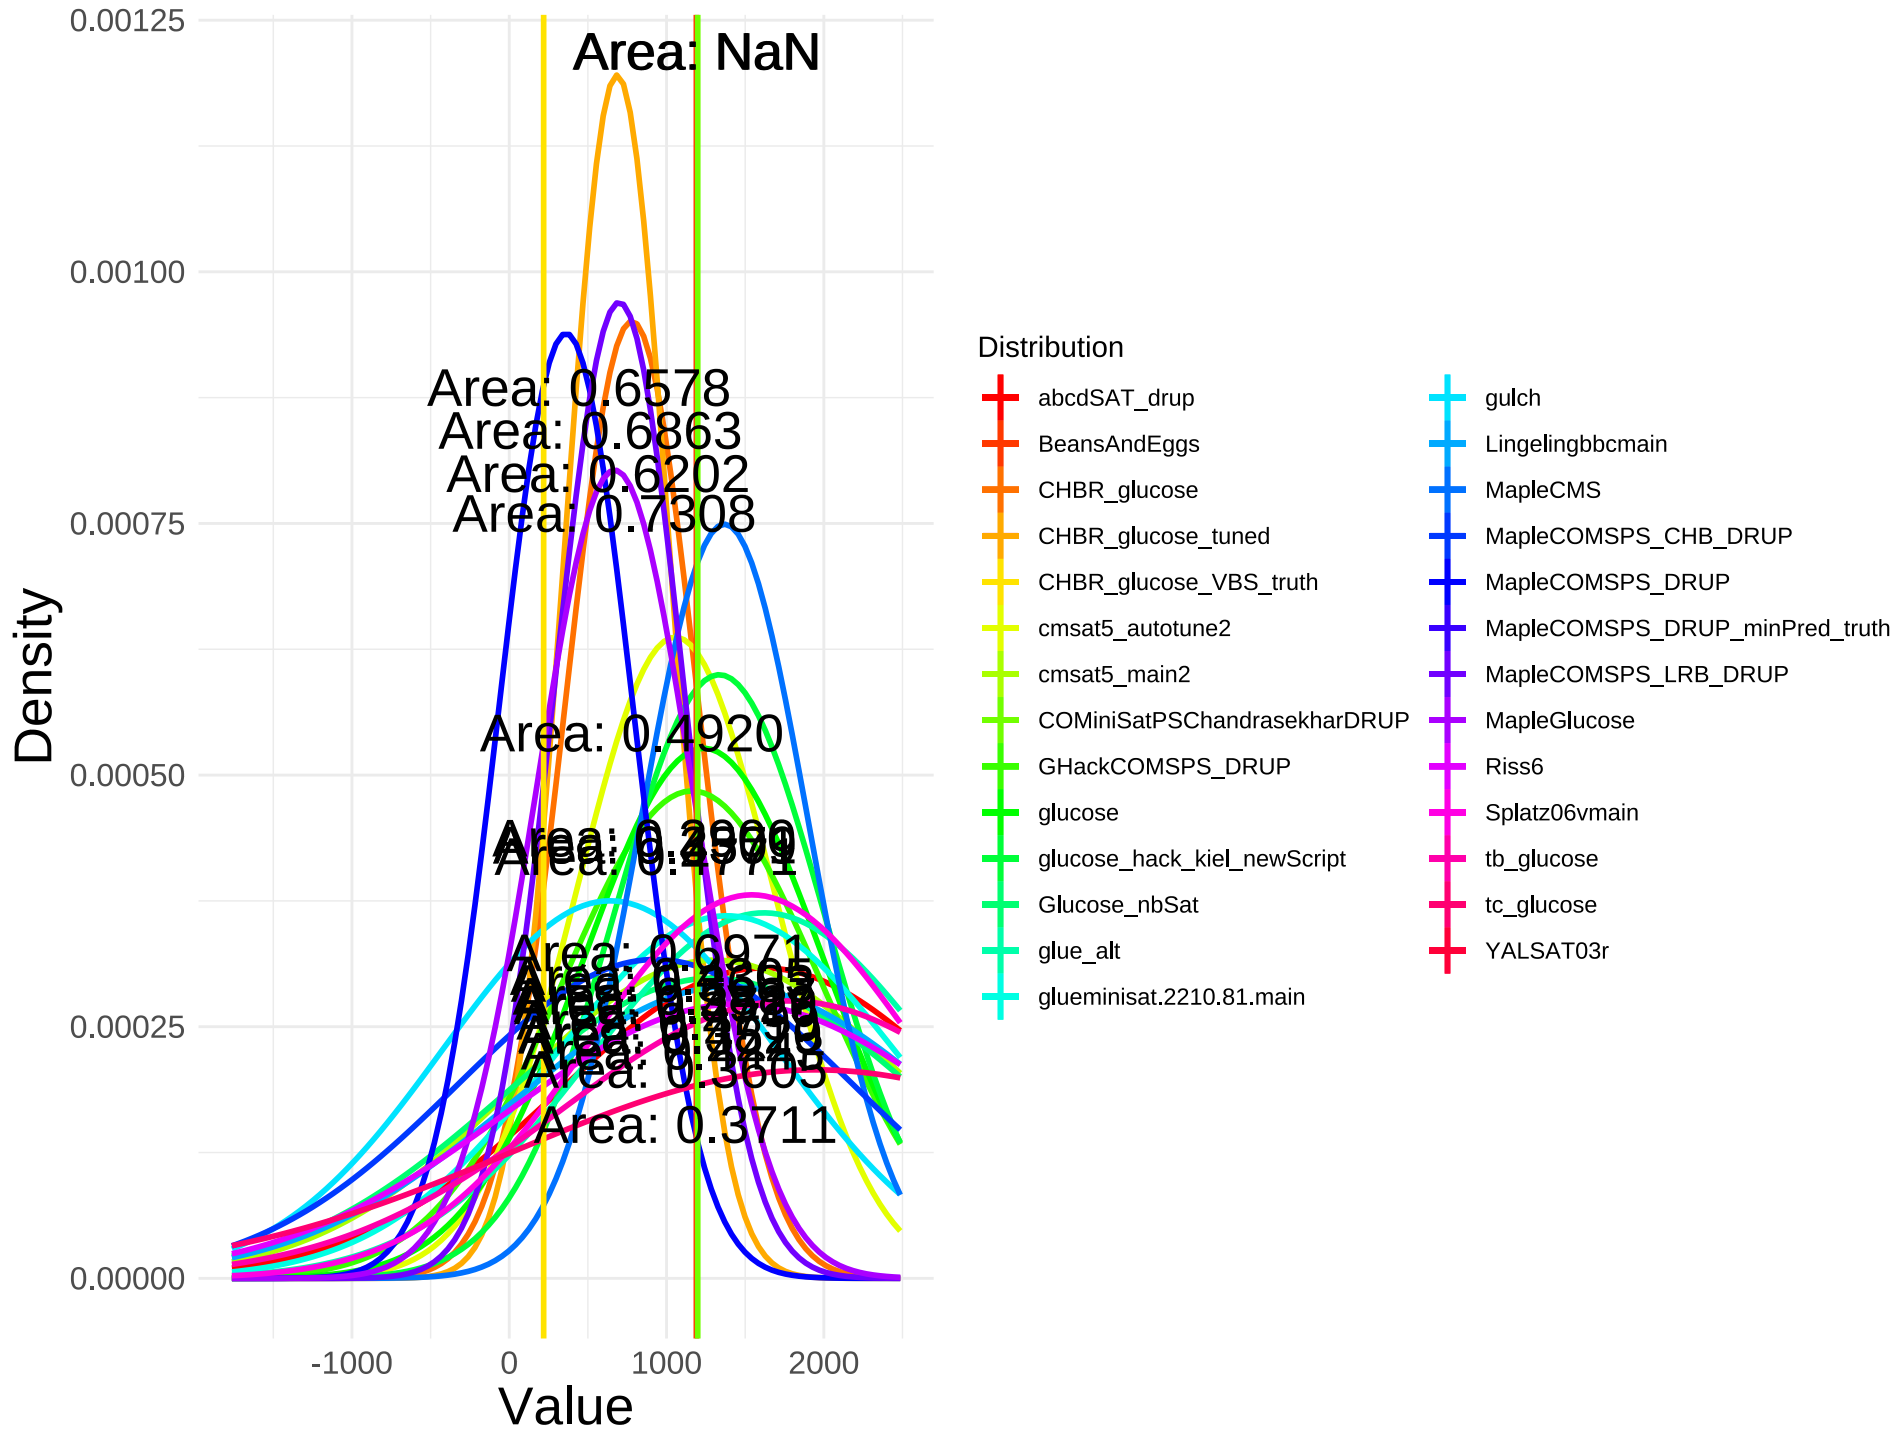 0.00125
0.00100
0.00075
0.00050
0.00025
0.00000
Density
-1000
0
1000
2000
Value
Area: NaN
Area: 0.6578
Area: 0.6863
Area: 0.6202
Area: 0.7308
Area: 0.4920
Area: 0.4771
Area: 0.6971
Area: 0.3605
Area: 0.3711
Distribution
abcdSAT_drup
BeansAndEggs
CHBR_glucose
CHBR_glucose_tuned
CHBR_glucose_VBS_truth
cmsat5_autotune2
cmsat5_main2
COMiniSatPSChandrasekharDRUP
GHackCOMSPS_DRUP
glucose
glucose_hack_kiel_newScript
Glucose_nbSat
glue_alt
glueminisat.2210.81.main
gulch
Lingelingbbcmain
MapleCMS
MapleCOMSPS_CHB_DRUP
MapleCOMSPS_DRUP
MapleCOMSPS_DRUP_minPred_truth
MapleCOMSPS_LRB_DRUP
MapleGlucose
Riss6
Splatz06vmain
tb_glucose
tc_glucose
YALSAT03r